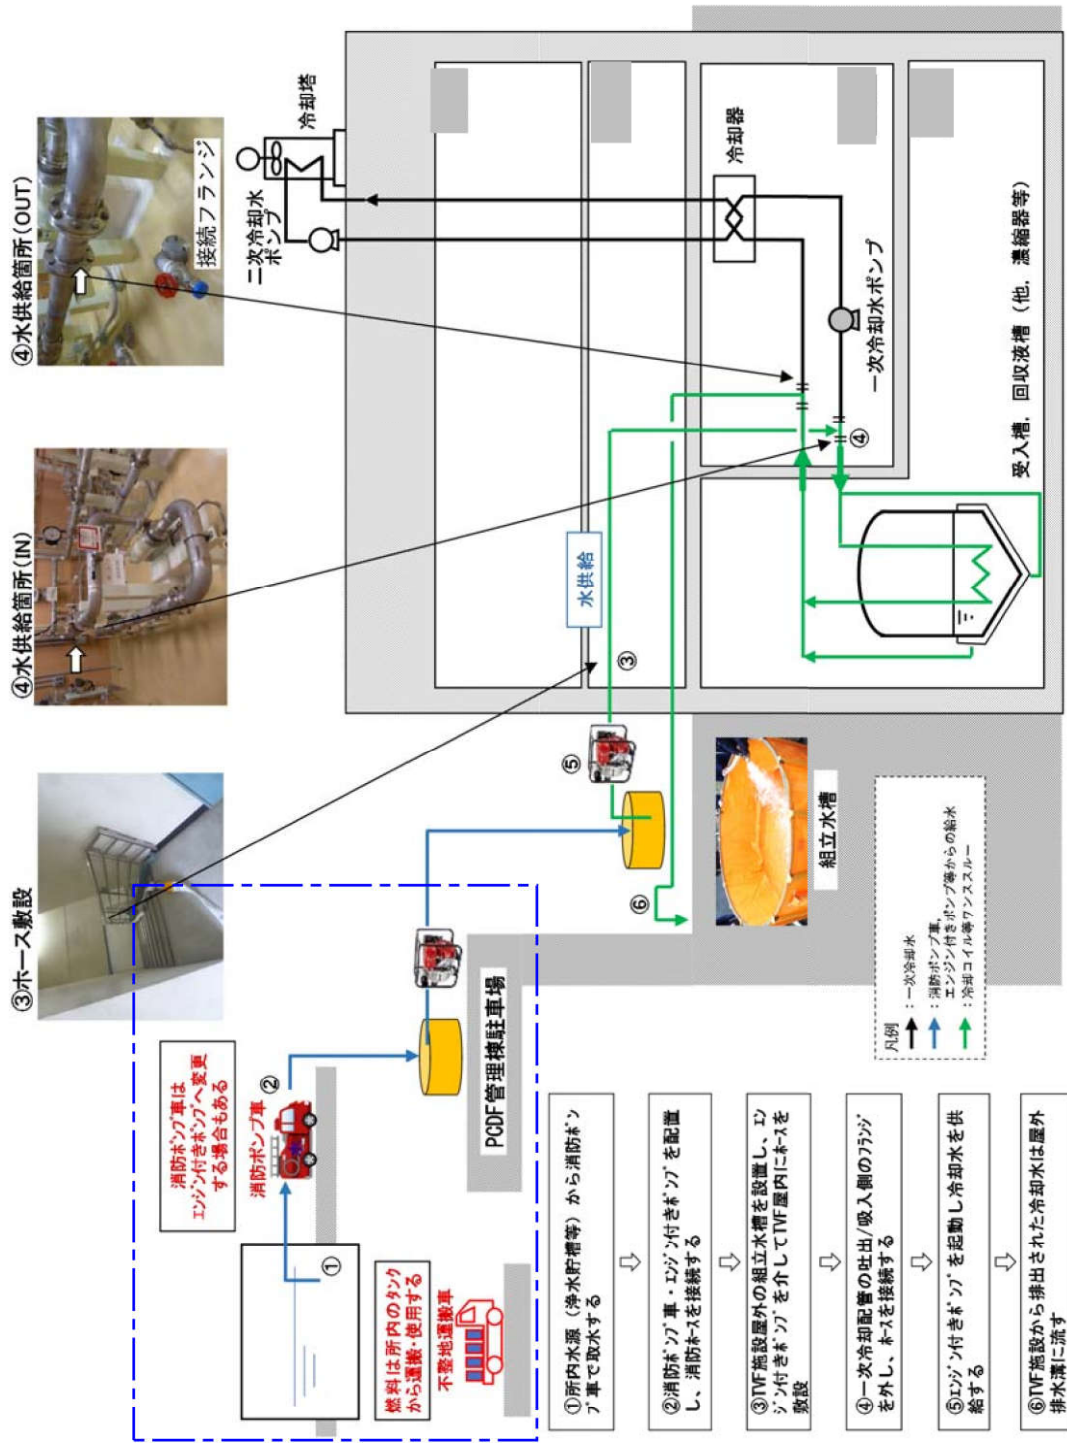 ③ホース敷設
④水供給箇所(IN)
④水供給箇所(OUT)
接続フランジ
冷却塔
二次冷却水
ポンプ
冷却器
一次冷却水ポンプ
④
受入槽, 回収液槽 (他, 濃縮器等)
水供給
③
⑤
⑥
組立水槽
消防ポンプ車は
エンジン付きポンプへ変更
する場合もある
消防ポンプ車
②
①
燃料は所内のタンク
から運搬・使用する
不整地運搬車
PCDF管理棟駐車場
凡例
:一次冷却水
:消防ポンプ車,
エンジン付きポンプ等からの給水
:冷却コイル等ワンススルー
①所内水源（浄水貯槽等）から消防ポン
プ車で取水する
②消防ポンプ車・エンジン付きポンプを配置
し、消防ホースを接続する
③TVF施設屋外の組立水槽を設置し、エン
ジン付きポンプを介してTVF屋内にホースを
敷設
④一次冷却配管の吐出/吸入側のフランジ
を外し、ホースを接続する
⑤エンジン付きポンプを起動し冷却水を供
給する
⑥TVF施設から排出された冷却水は屋外
排水溝に流す